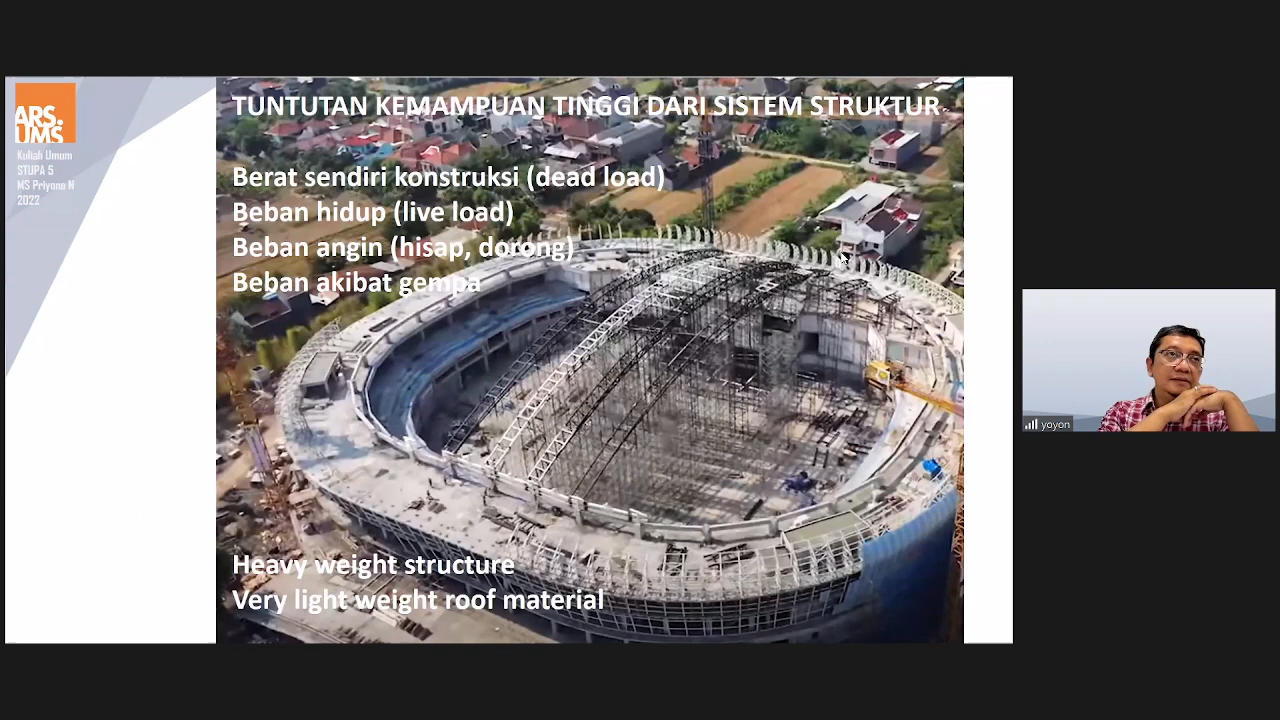 ARS.
UMS
Kuliah Umum
STUPA 5
MS Priyono N
2022
TUNTUTAN KEMAMPUAN TINGGI DARI SISTEM STRUKTUR
Berat sendiri konstruksi (dead load)
Beban hidup (live load)
Beban angin (hisap, dorong)
Beban akibat gempa
Heavy weight structure
Very light weight roof material
yoyon